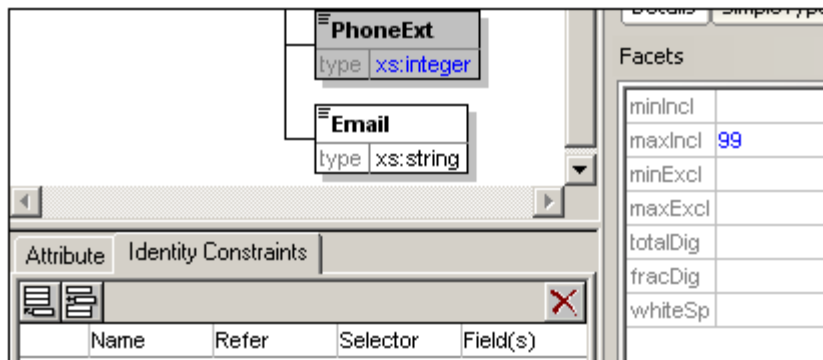 PhoneExt
type xs:integer
Email
type xs:string
Attribute Identity Constraints
Name Refer Selector Field(s)
Details
Facets
minIncl
maxIncl 99
minExcl
maxExcl
totalDig
fracDig
whiteSp